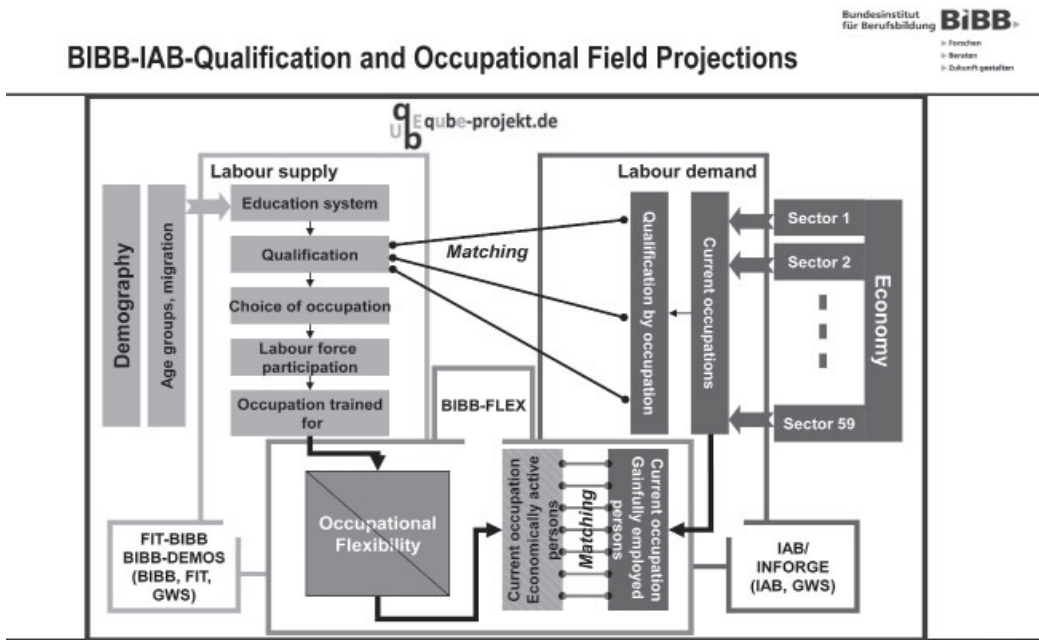 Bundesinstitut
für Berufsbildung
BiBB
Forschen
Beraten
Zukunft gestalten
BIBB-IAB-Qualification and Occupational Field Projections
q
U E
b
qube-projekt.de
Labour supply
Labour demand
Demography
Age groups, migration
Education system
Qualification
Choice of occupation
Labour force
participation
Occupation trained
for
Matching
Qualification by occupation
Current occupations
Sector 1
Sector 2
Sector 59
Economy
BIBB-FLEX
Occupational
Flexibility
Current occupation
Economically active
persons
Matching
Current occupation
Gainfully employed
persons
FIT-BIBB
BIBB-DEMOS
(BIBB, FIT,
GWS)
IAB/
INFORGE
(IAB, GWS)